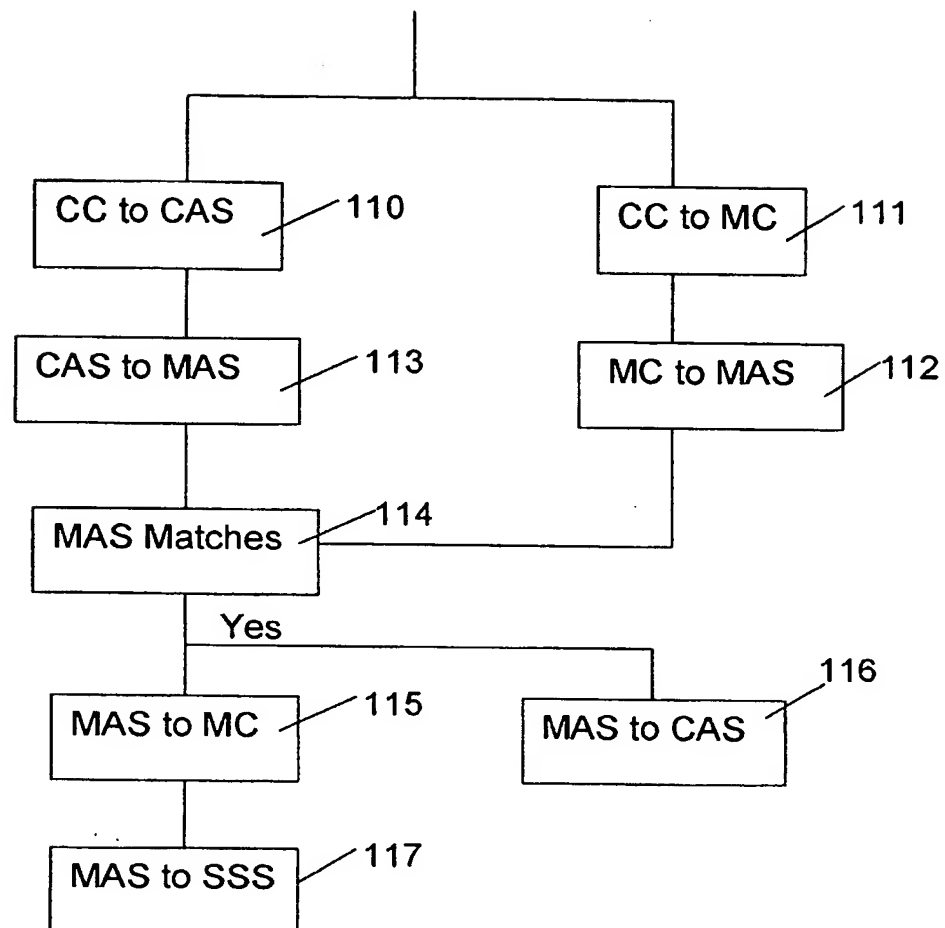 CC to CAS
110
CC to MC
111
CAS to MAS
113
MC to MAS
112
MAS Matches
114
Yes
MAS to MC
115
MAS to CAS
116
MAS to SSS
117